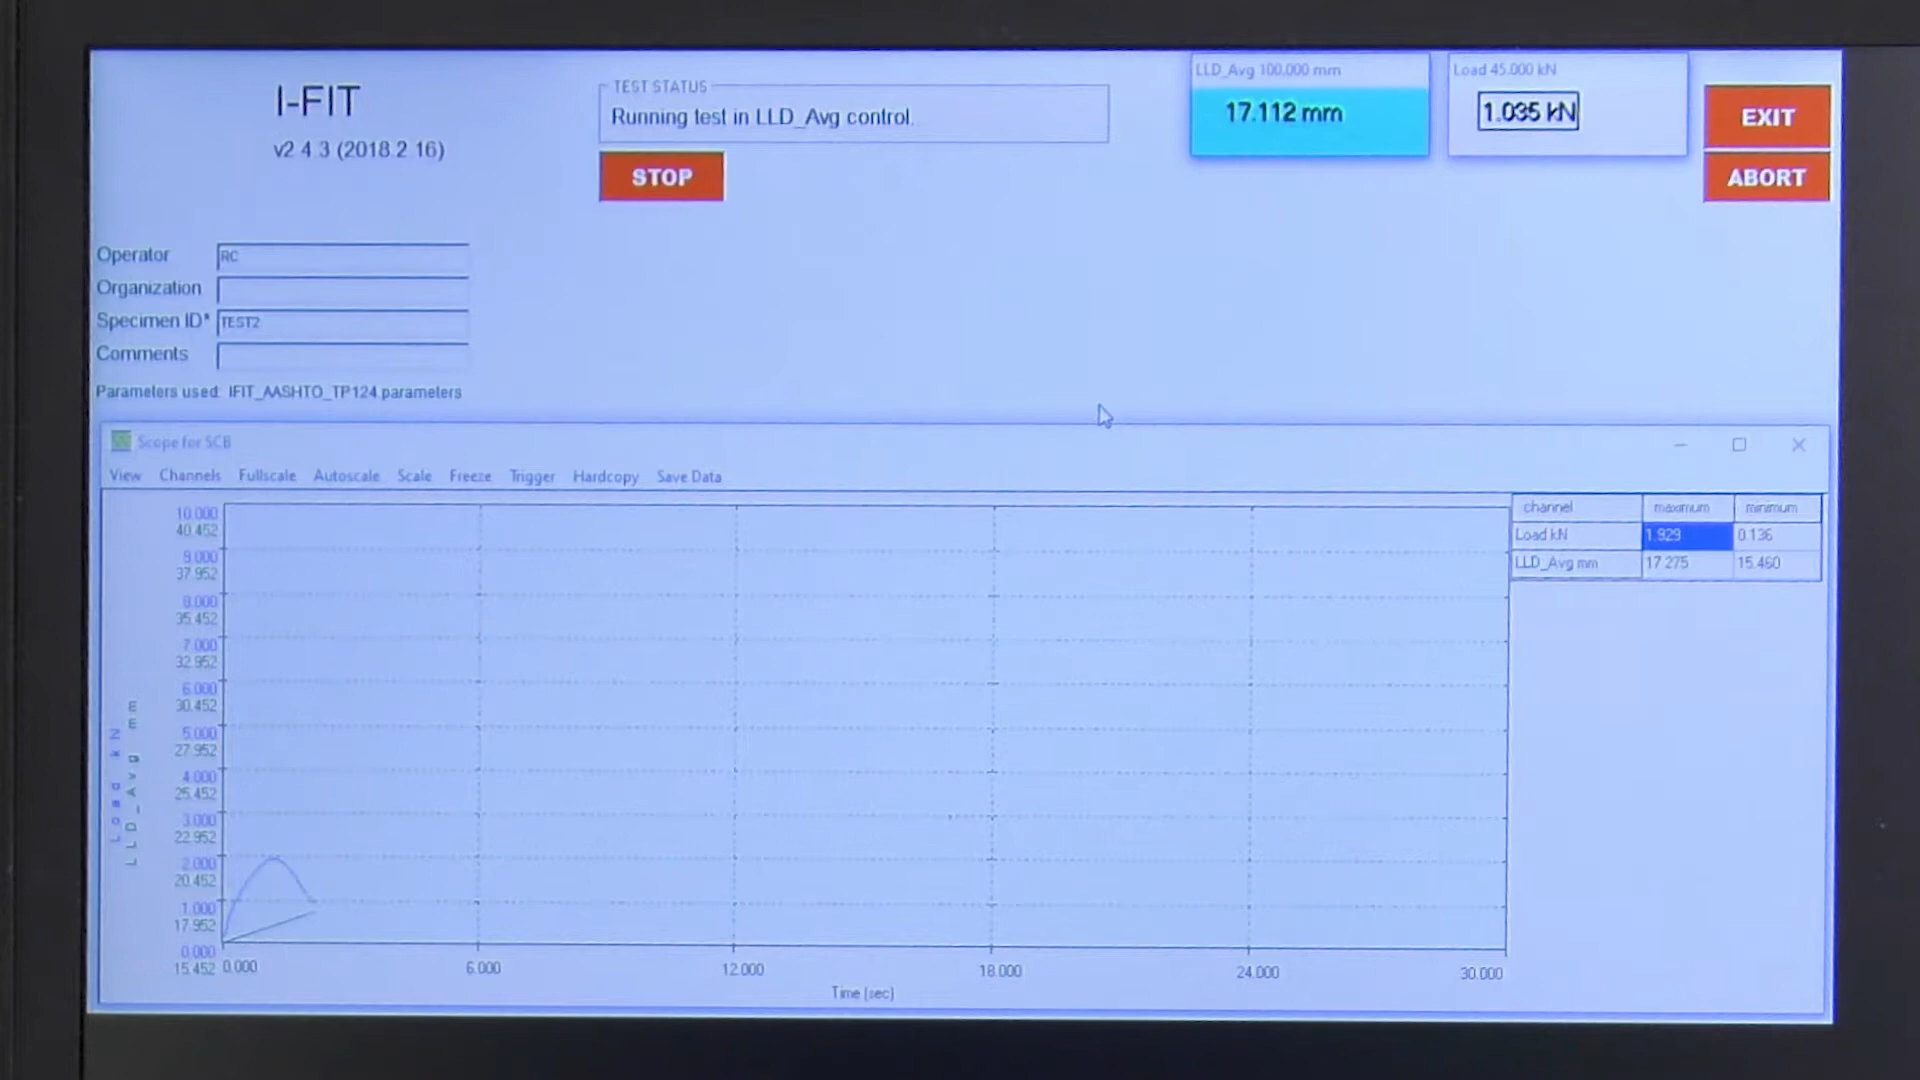 I-FIT
v2.4.3 (2018.2.16)
TEST STATUS
Running test in LLD_Avg control.
STOP
LLD_Avg 100.000 mm
17.112 mm
Load 45.000 kN
1.035 kN
EXIT
ABORT
Operator RC
Organization
Specimen ID* TEST2
Comments
Parameters used: IFIT_AASHTO_TP124.parameters
Scope for SCB
View Channels Fullscale Autoscale Scale Freeze Trigger Hardcopy Save Data
channel maximum minimum
Load kN 1.929 0.136
LLD_Avg mm 17.275 15.460
Load kN
LLD_Avg mm
10.000
40.452
9.000
37.952
8.000
35.452
7.000
32.952
6.000
30.452
5.000
27.952
4.000
25.452
3.000
22.952
2.000
20.452
1.000
17.952
0.000
15.452
0.000 6.000 12.000 18.000 24.000 30.000
Time (sec)